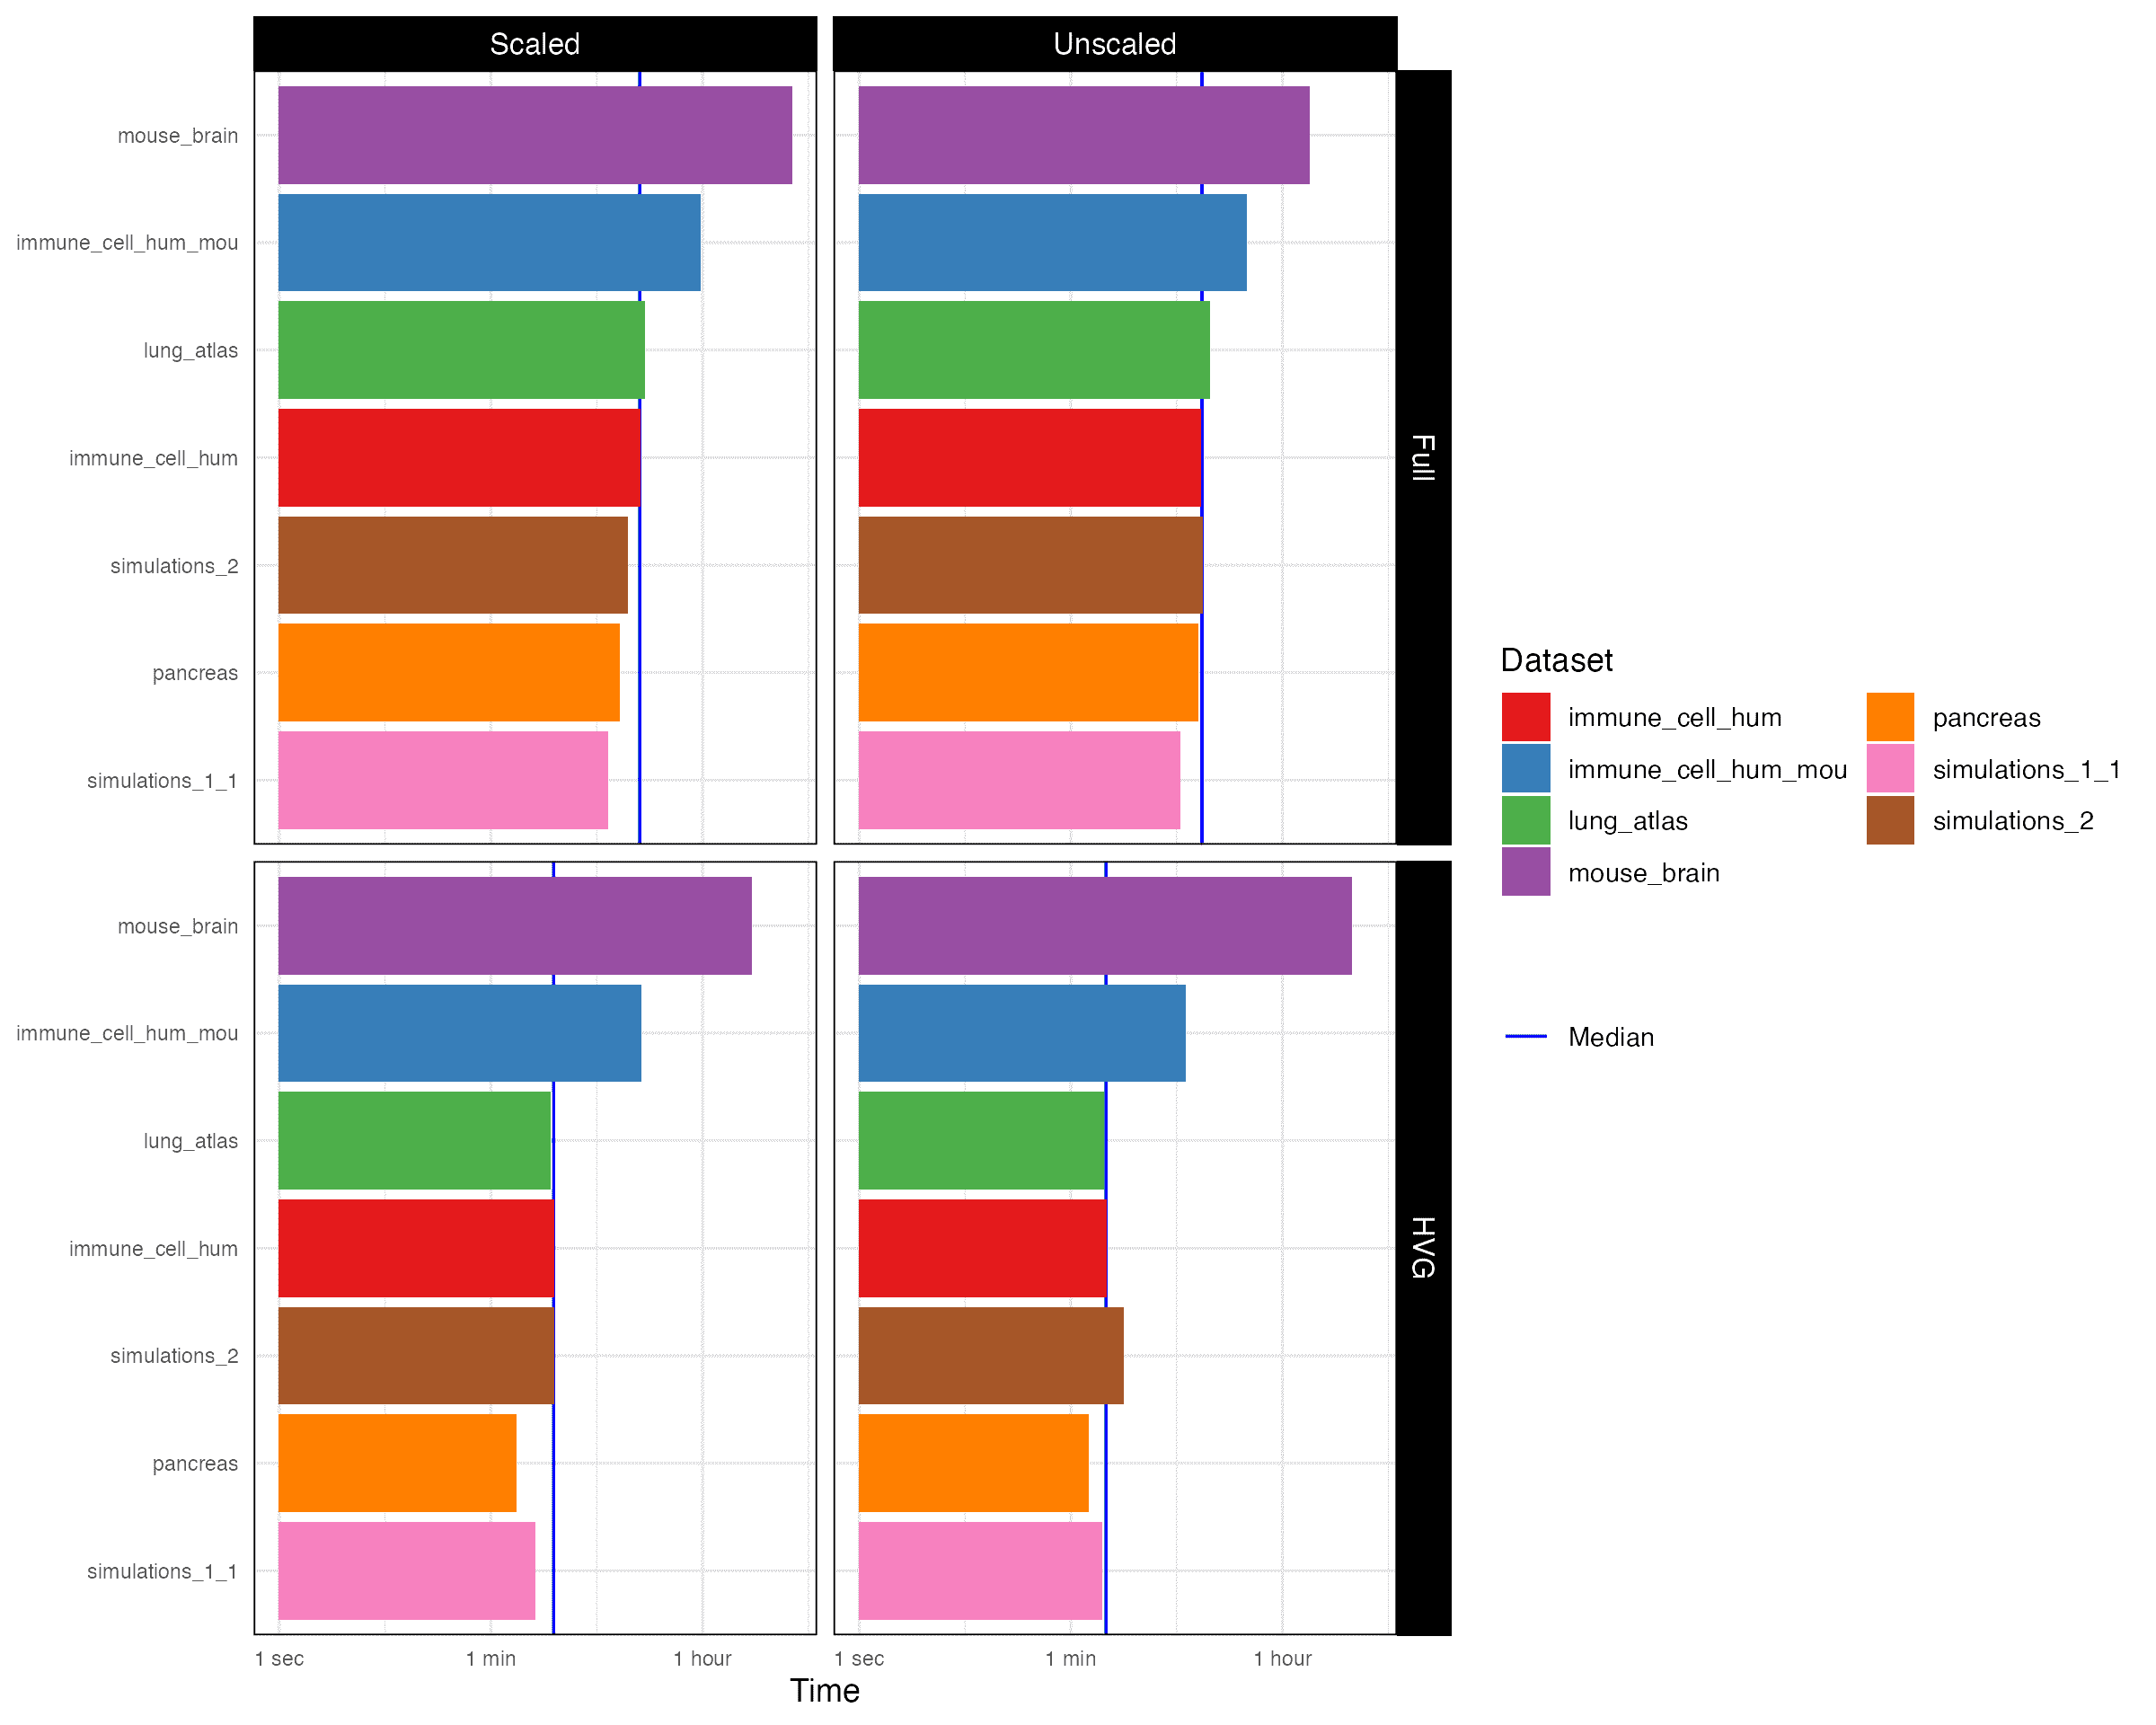 Scaled
Unscaled
mouse_brain
immune_cell_hum_mou
lung_atlas
immune_cell_hum
simulations_2
pancreas
simulations_1_1
Full
mouse_brain
immune_cell_hum_mou
lung_atlas
immune_cell_hum
simulations_2
pancreas
simulations_1_1
HVG
1 sec
1 min
1 hour
1 sec
1 min
1 hour
Time
Dataset
immune_cell_hum
immune_cell_hum_mou
lung_atlas
mouse_brain
pancreas
simulations_1_1
simulations_2
Median